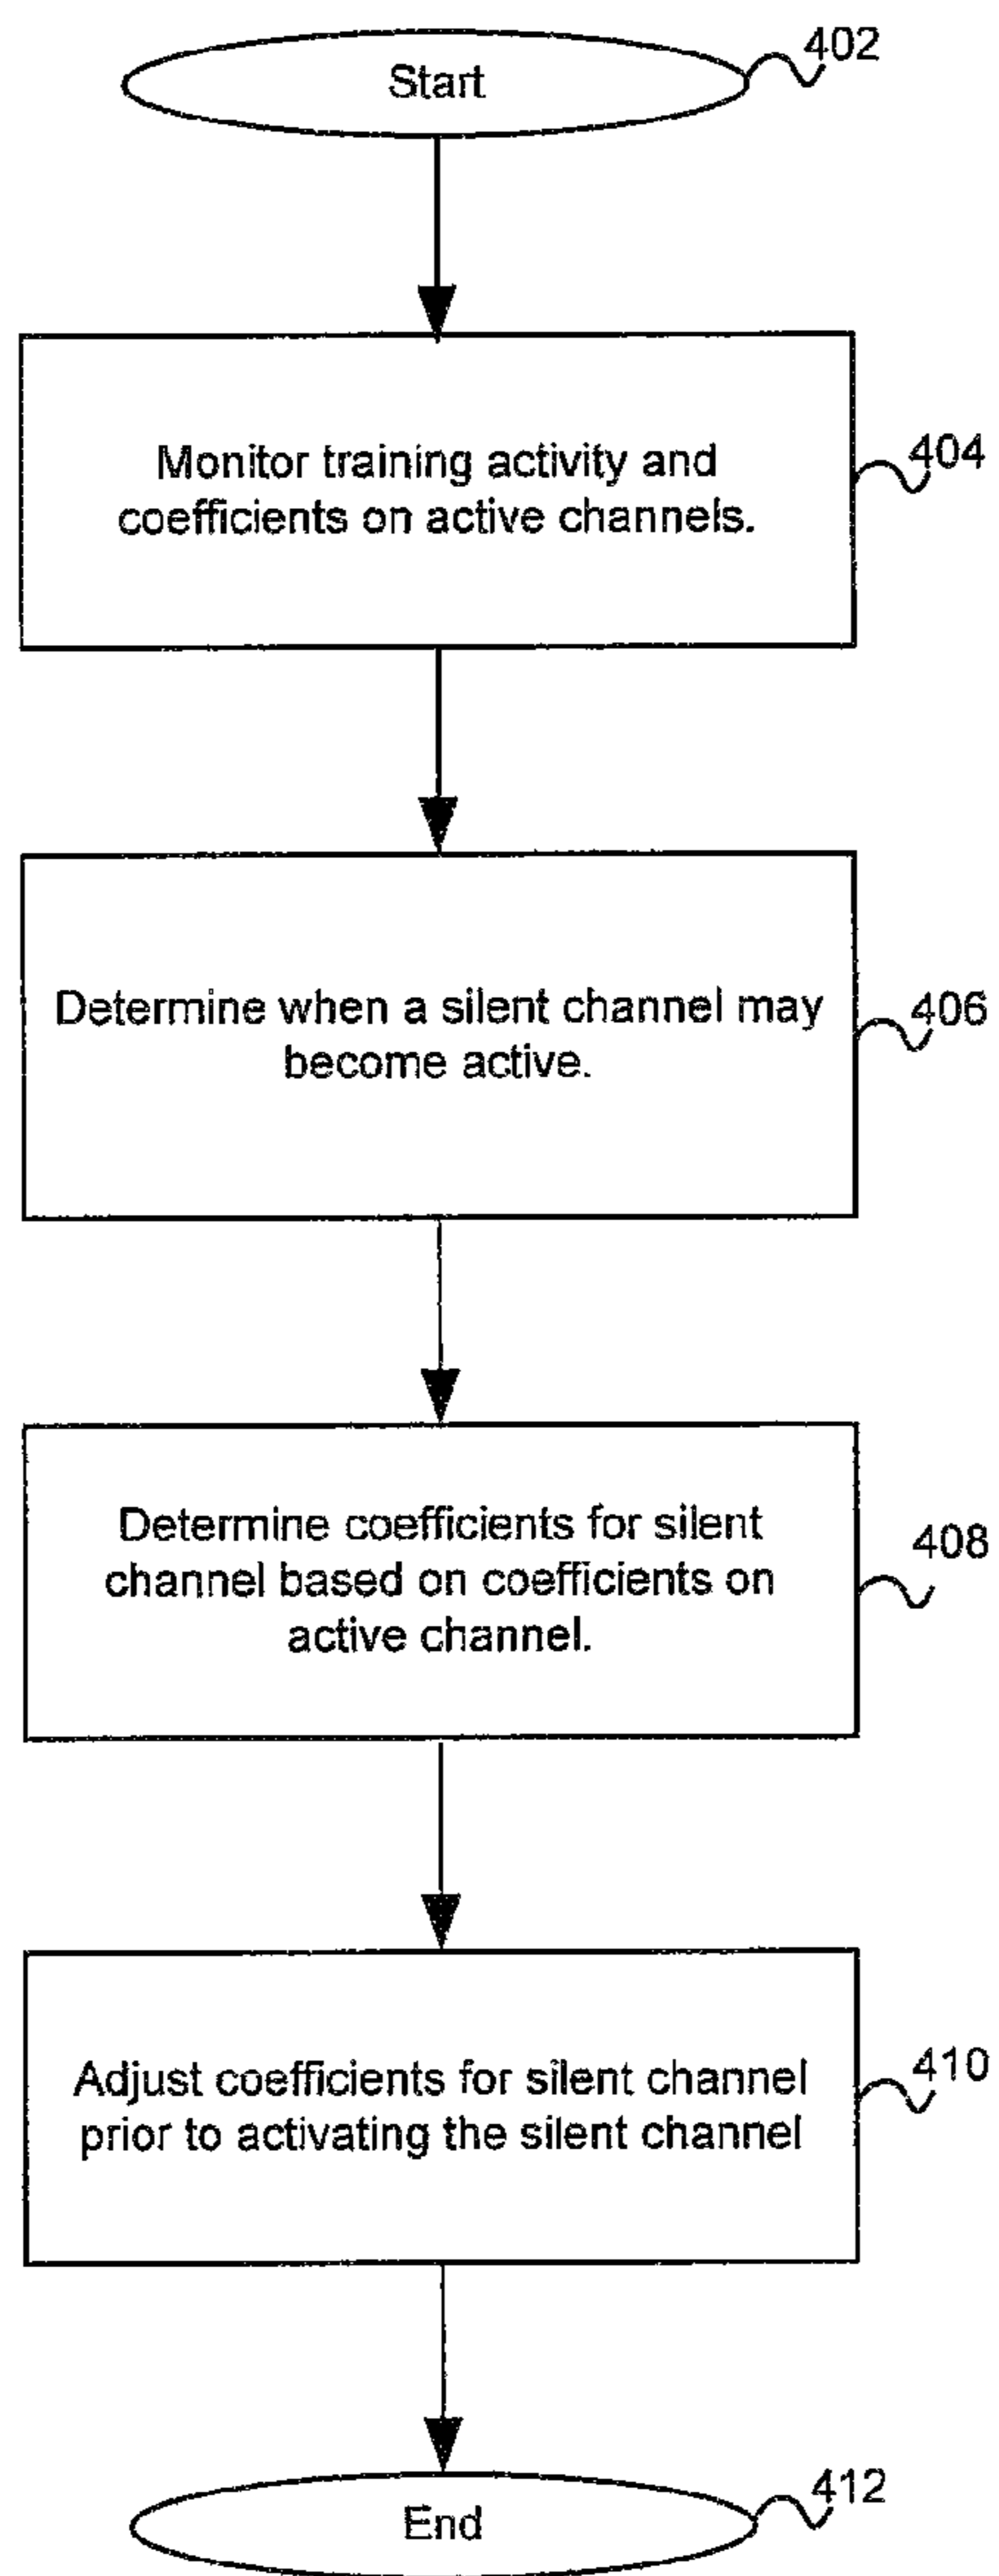 402
Start
Monitor training activity and
coefficients on active channels.
404
Determine when a silent channel may
become active.
406
Determine coefficients for silent
channel based on coefficients on
active channel.
408
Adjust coefficients for silent channel
prior to activating the silent channel
410
End
412